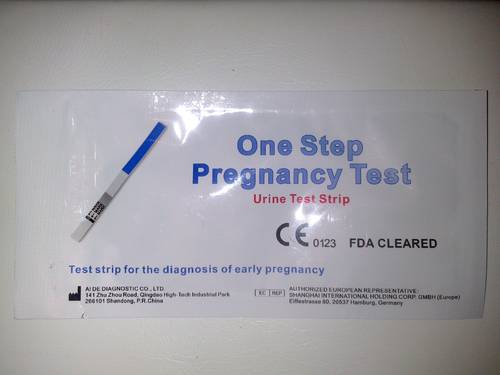 One Step
Pregnancy Test
Urine Test Strip
CE 0123 FDA CLEARED
Test strip for the diagnosis of early pregnancy
AI DE DIAGNOSTIC CO., LTD.
141 Zhu Zhou Road, Qingdao High-Tech Industrial Park
266101 Shandong, P.R.China
EC REP
AUTHORIZED EUROPEAN REPRESENTATIVE:
SHANGHAI INTERNATIONAL HOLDING CORP. GMBH (Europe)
Eiffestrasse 80, 20537 Hamburg, Germany